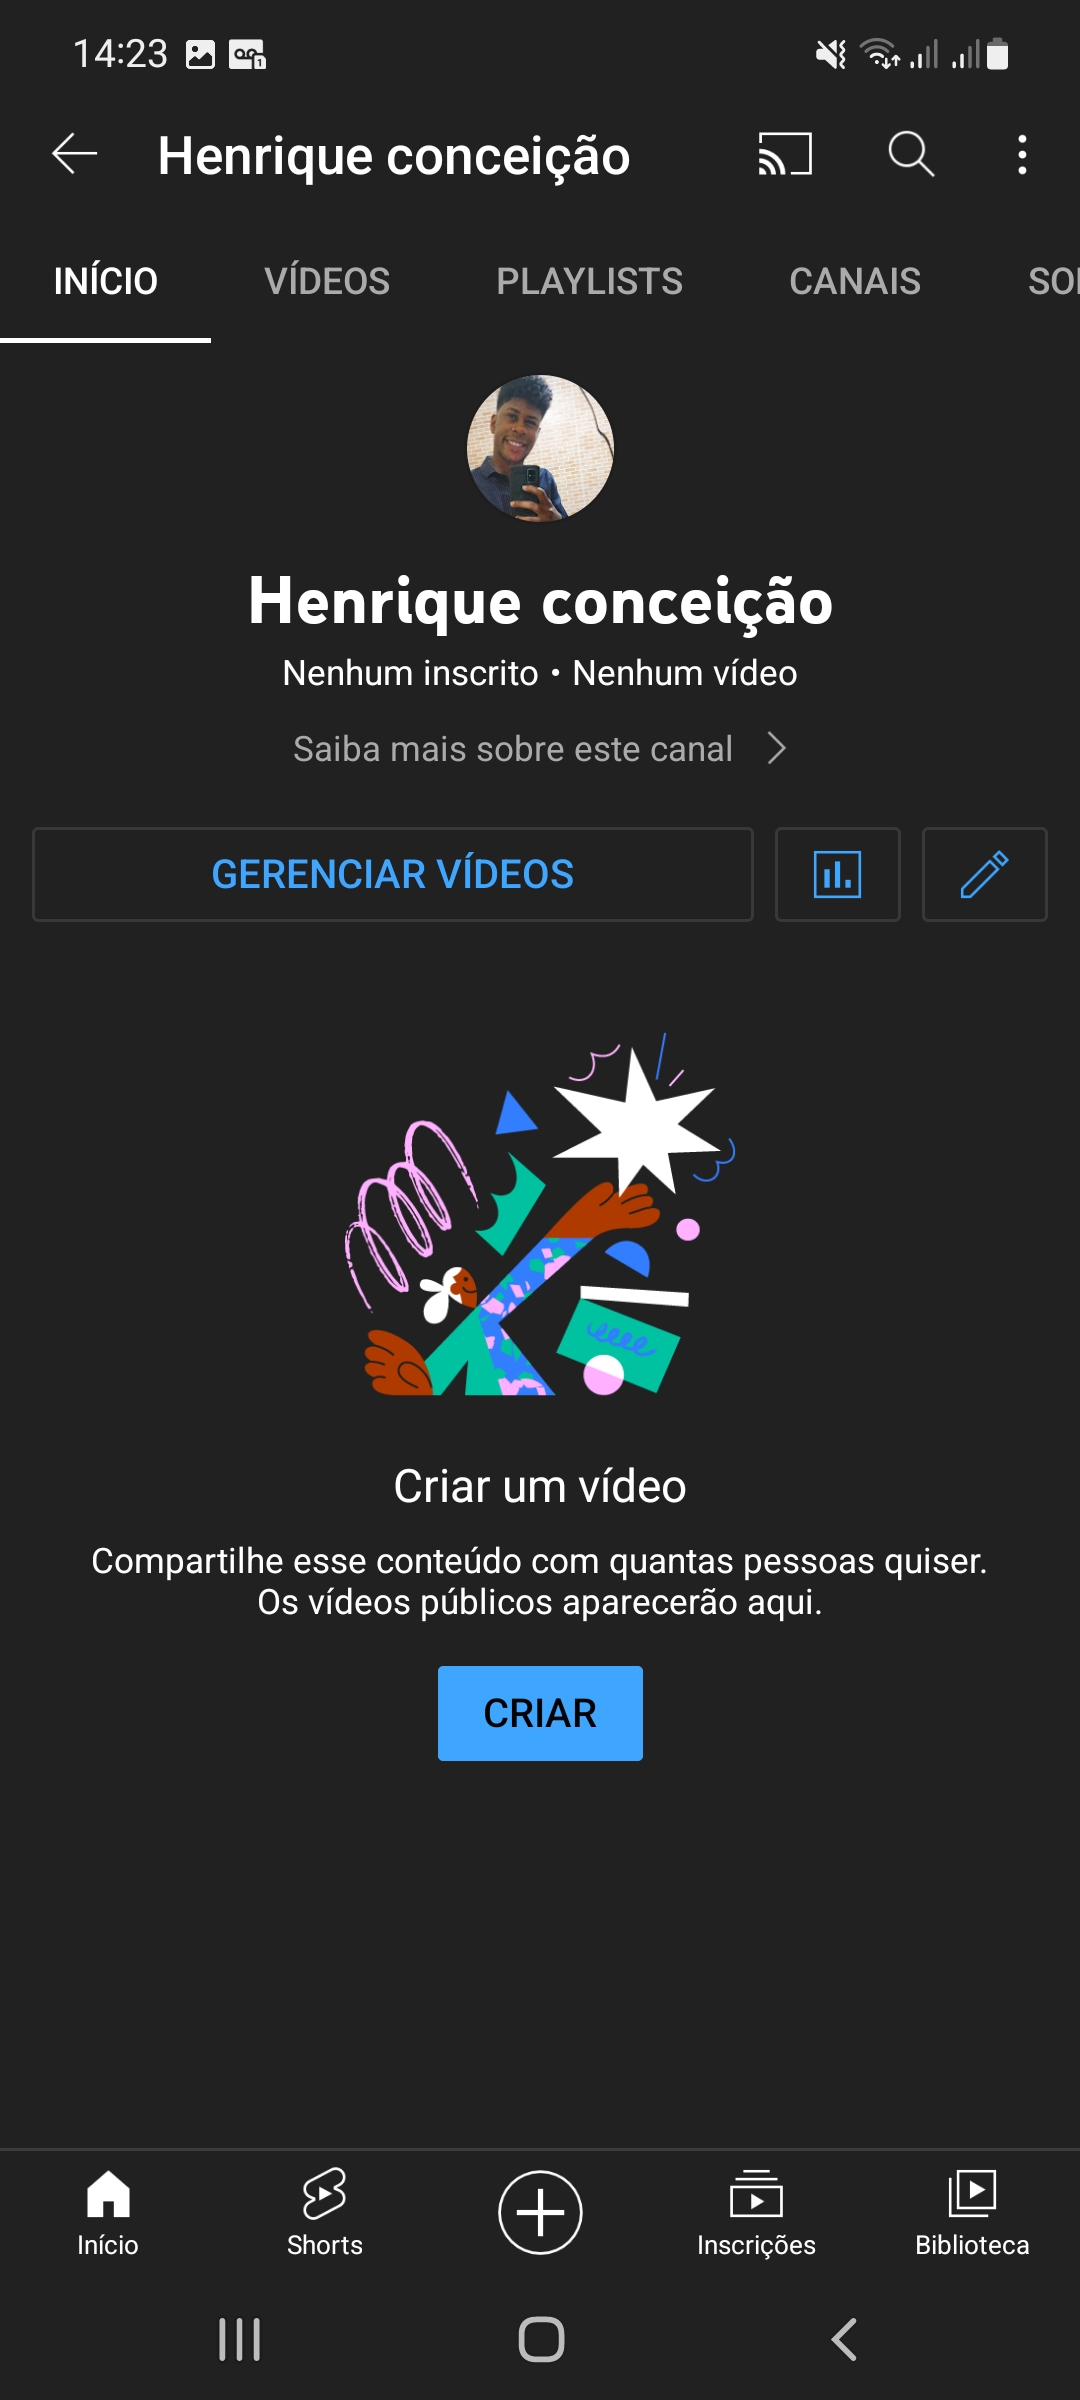 14:23
Henrique conceição
INÍCIO VÍDEOS PLAYLISTS CANAIS
Henrique conceição
Nenhum inscrito • Nenhum vídeo
Saiba mais sobre este canal
GERENCIAR VÍDEOS
Criar um vídeo
Compartilhe esse conteúdo com quantas pessoas quiser.
Os vídeos públicos aparecerão aqui.
CRIAR
Início Shorts Inscrições Biblioteca